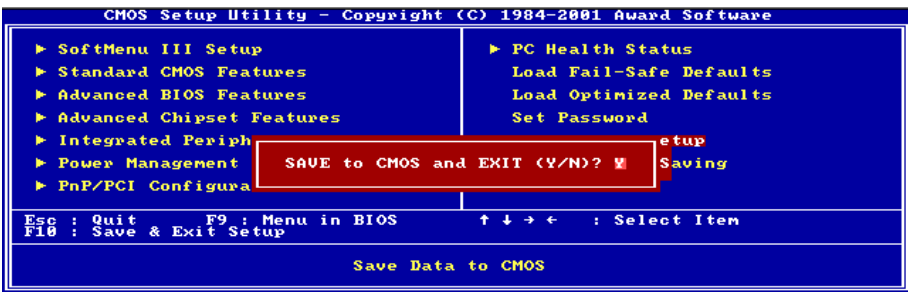 CMOS Setup Utility - Copyright (C) 1984-2001 Award Software
▶ SoftMenu III Setup
▶ Standard CMOS Features
▶ Advanced BIOS Features
▶ Advanced Chipset Features
▶ Integrated Periph
▶ Power Management
▶ PnP/PCI Configura
▶ PC Health Status
Load Fail-Safe Defaults
Load Optimized Defaults
Set Password
etup
Saving
SAVE to CMOS and EXIT (Y/N)? Y
Esc : Quit F9 : Menu in BIOS ↑ ↓ → ← : Select Item
F10 : Save & Exit Setup
Save Data to CMOS